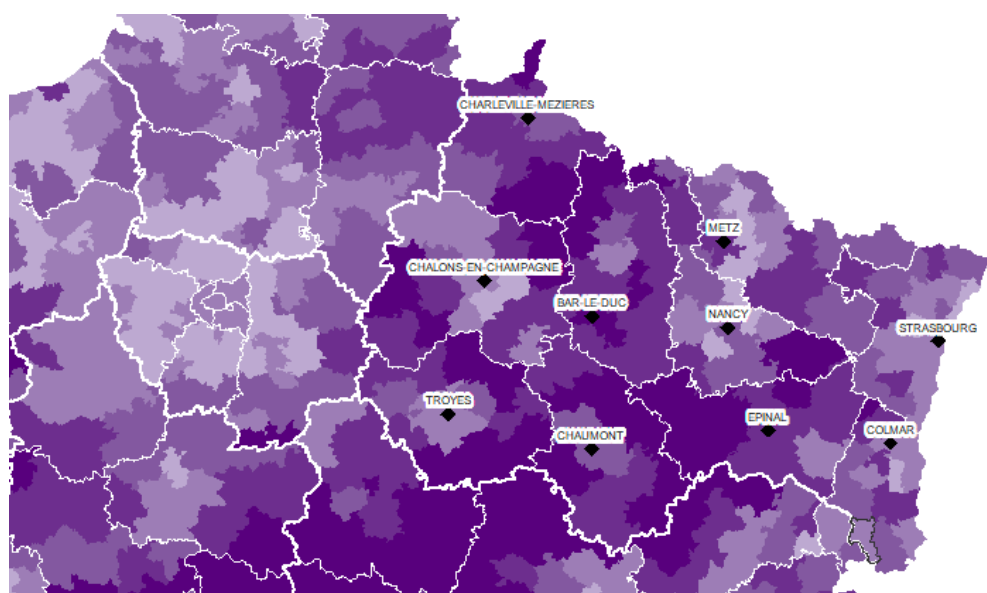 CHARLEVILLE-MEZIERES
METZ
CHALONS-EN-CHAMPAGNE
BAR-LE-DUC
NANCY
STRASBOURG
TROYES
EPINAL
CHAUMONT
COLMAR